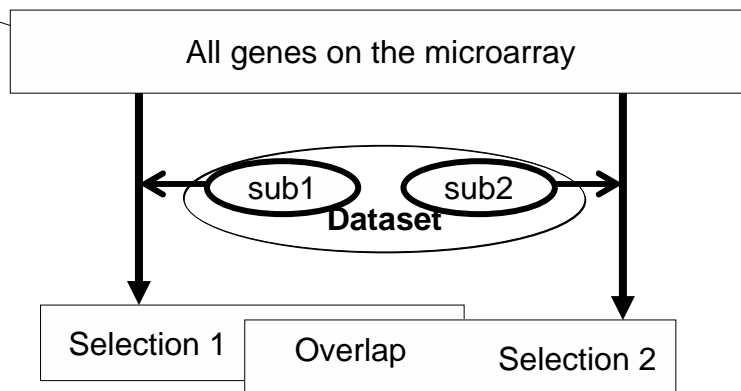 All genes on the microarray
sub1 sub2
Dataset
Selection 1 Overlap Selection 2